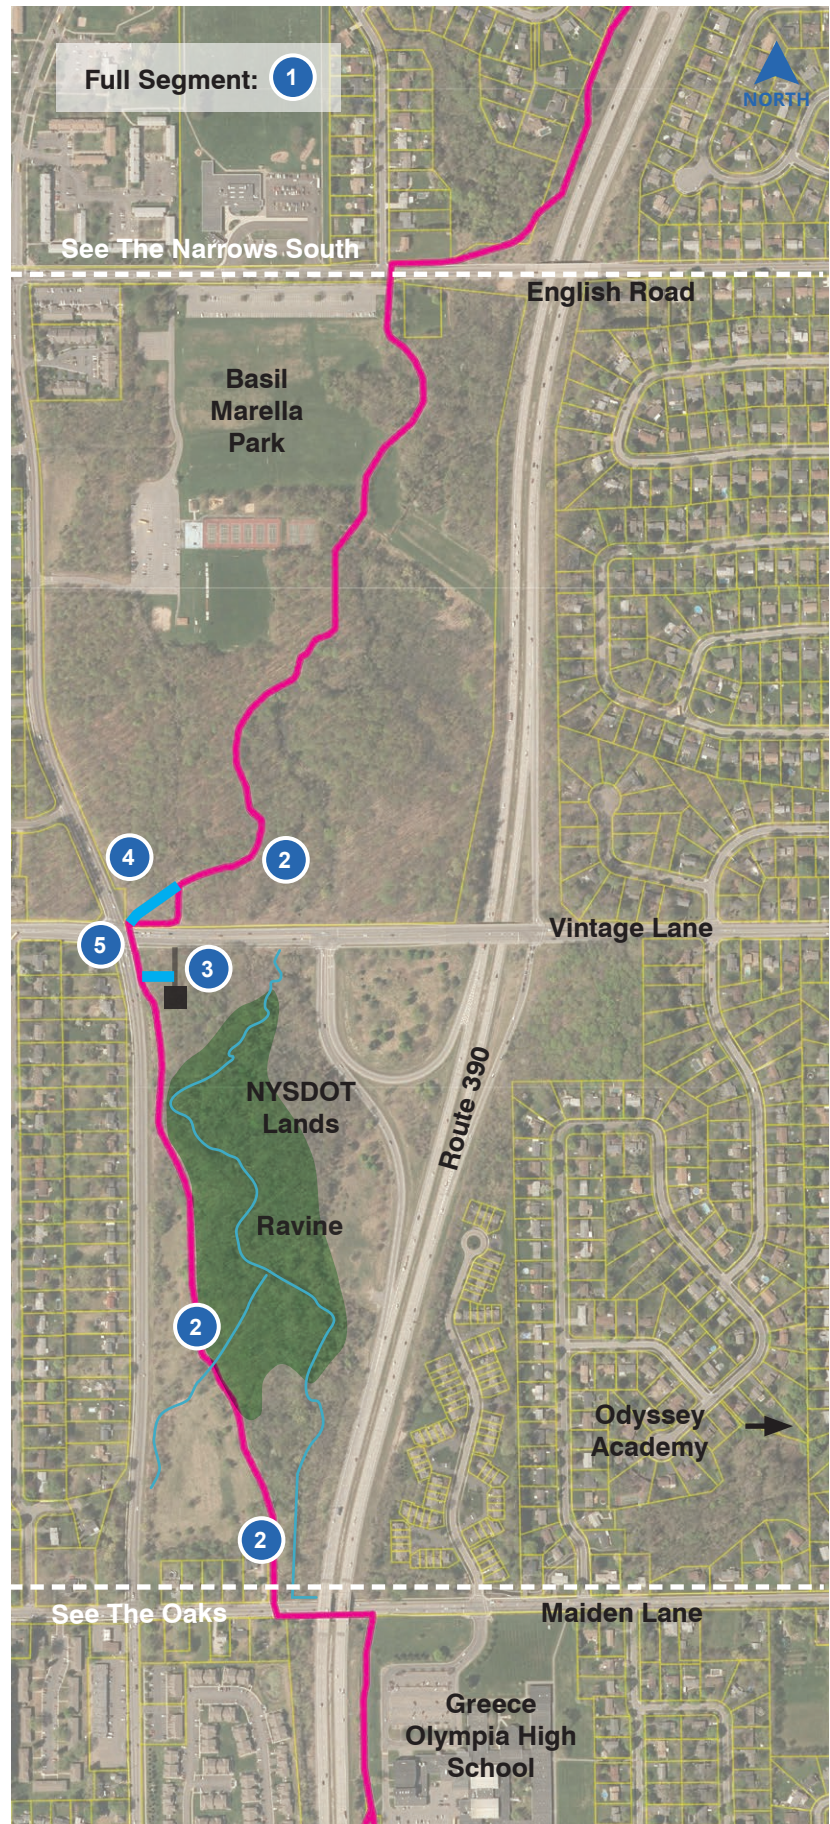 Full Segment: 1
NORTH
See The Narrows South
English Road
Basil
Marella
Park
4
2
5
Vintage Lane
3
NYSDOT
Lands
Route 390
Ravine
2
Odyssey
Academy
2
See The Oaks
Maiden Lane
Greece
Olympia High
School